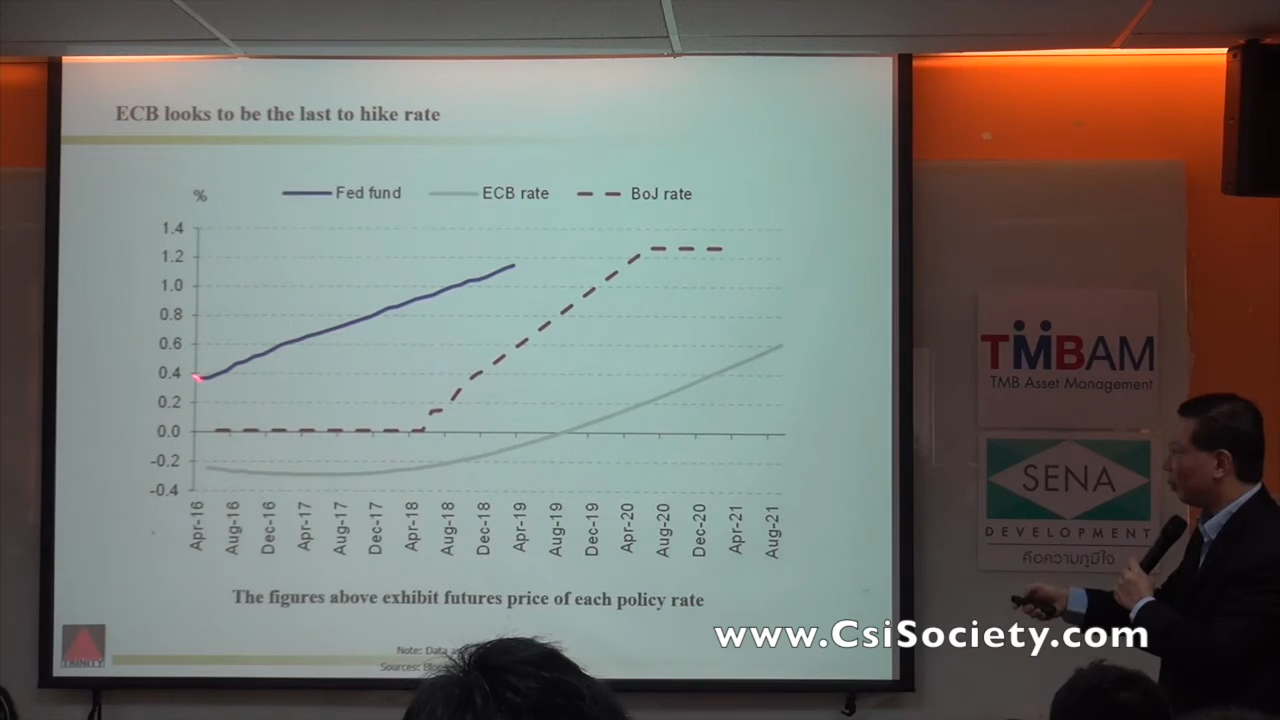 ECB looks to be the last to hike rate
%
Fed fund ECB rate BoJ rate
1.4
1.2
1.0
0.8
0.6
0.4
0.2
0.0
-0.2
-0.4
Apr-16 Aug-16 Dec-16 Apr-17 Aug-17 Dec-17 Apr-18 Aug-18 Dec-18 Apr-19 Aug-19 Dec-19 Apr-20 Aug-20 Dec-20 Apr-21 Aug-21
The figures above exhibit futures price of each policy rate
Note: Data
Sources:
TRINITY
TMBAM
TMB Asset Management
SENA
DEVELOPMENT
คือความภูมิใจ
www.CsiSociety.com